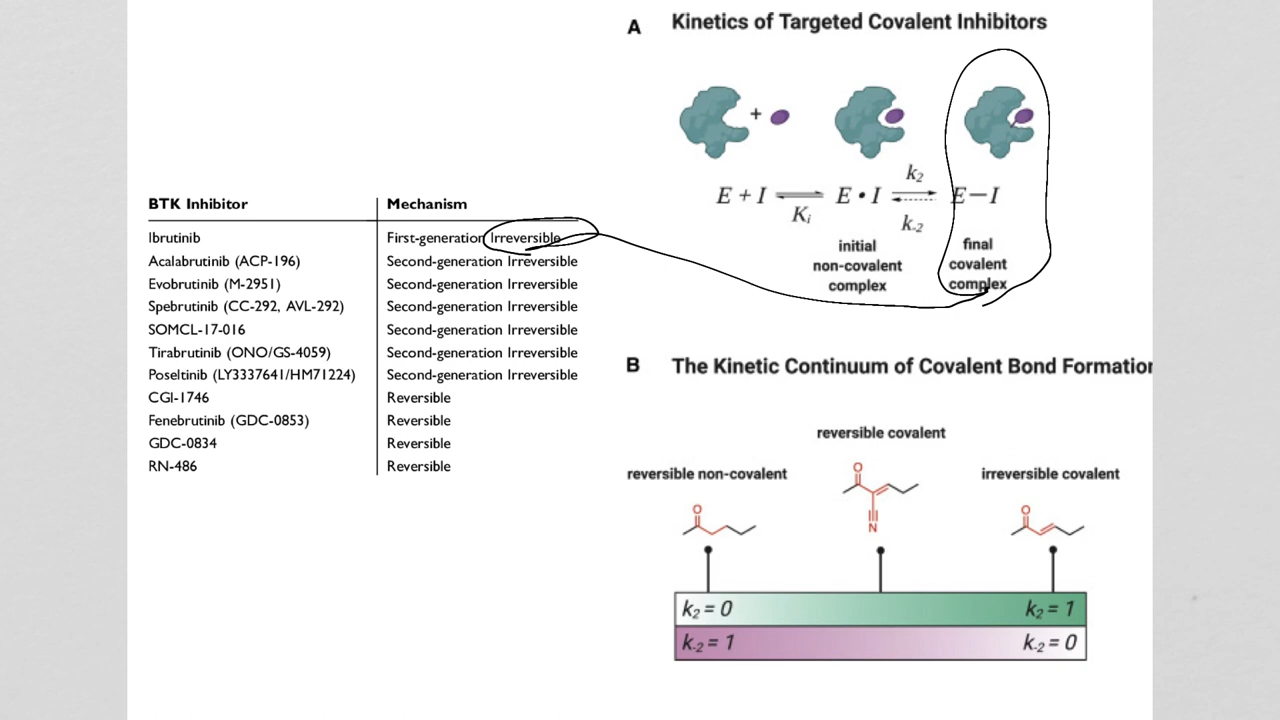 BTK Inhibitor Mechanism
Ibrutinib First-generation Irreversible
Acalabrutinib (ACP-196) Second-generation Irreversible
Evobrutinib (M-2951) Second-generation Irreversible
Spebrutinib (CC-292, AVL-292) Second-generation Irreversible
SOMCL-17-016 Second-generation Irreversible
Tirabrutinib (ONO/GS-4059) Second-generation Irreversible
Poseltinib (LY3337641/HM71224) Second-generation Irreversible
CGI-1746 Reversible
Fenebrutinib (GDC-0853) Reversible
GDC-0834 Reversible
RN-486 Reversible
A Kinetics of Targeted Covalent Inhibitors
+
k₂
E + I E • I E—I
Kᵢ k₋₂
initial
non-covalent
complex
final
covalent
complex
B The Kinetic Continuum of Covalent Bond Formation
reversible covalent
reversible non-covalent irreversible covalent
O O O
N
k₂ = 0 k₂ = 1
k₋₂ = 1 k₋₂ = 0